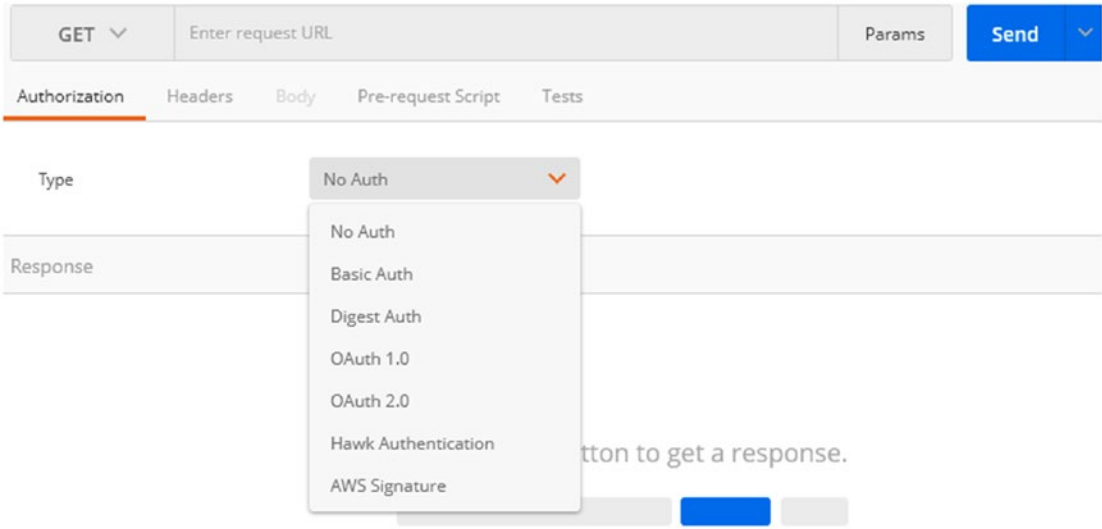 GET Enter request URL Params Send
Authorization Headers Body Pre-request Script Tests
Type No Auth
No Auth
Response
Basic Auth
Digest Auth
OAuth 1.0
OAuth 2.0
Hawk Authentication
to get a response.
AWS Signature